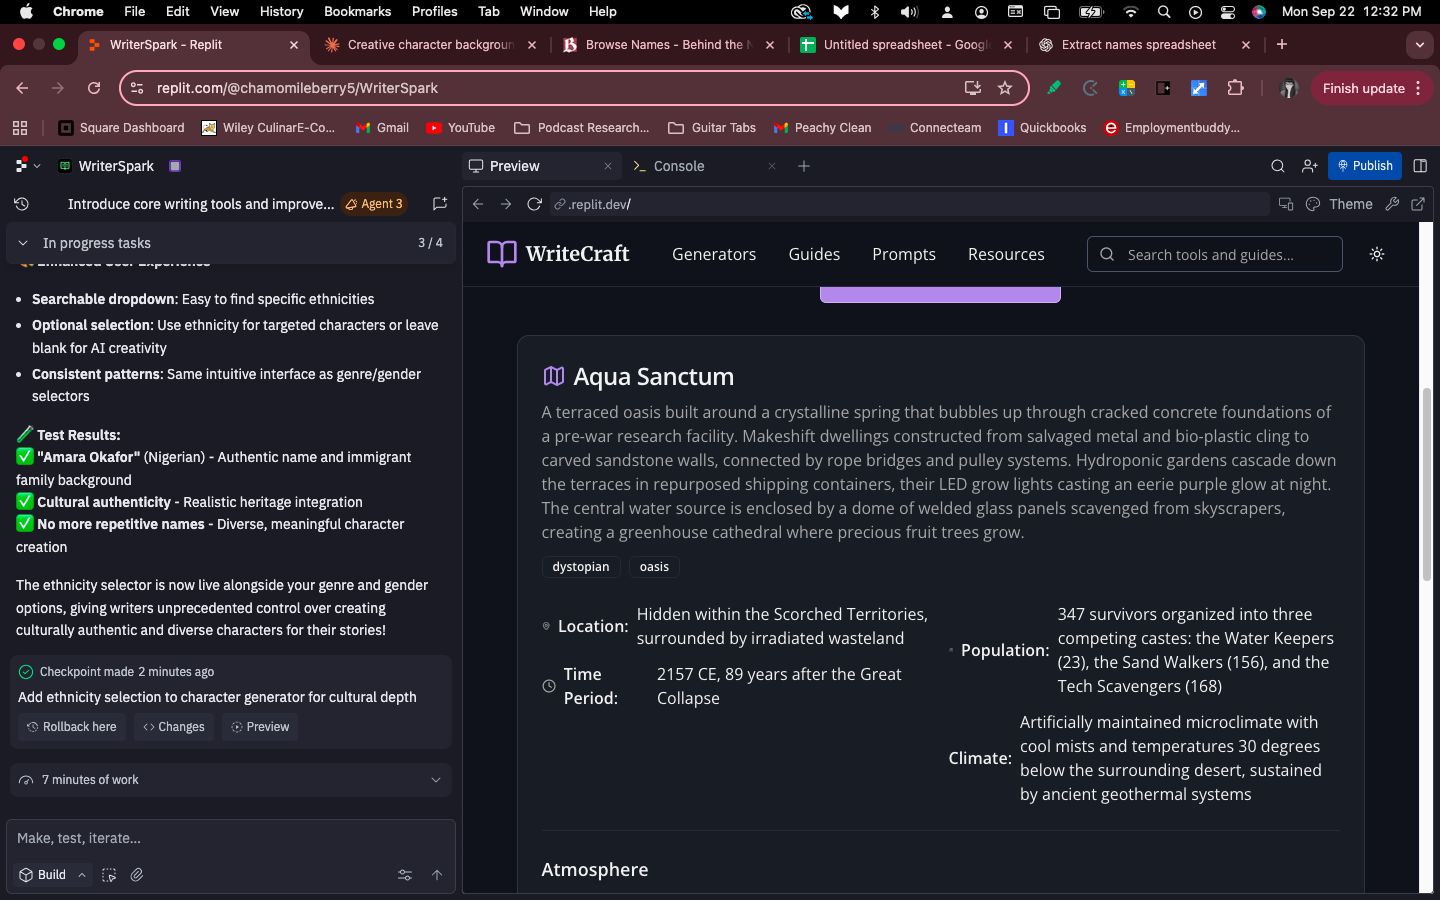 Chrome File Edit View History Bookmarks Profiles Tab Window Help Mon Sep 22 12:32 PM
WriterSpark - Replit
Creative character backgroun
Browse Names - Behind the N
Untitled spreadsheet - Google
Extract names spreadsheet
replit.com/@chamomileberry5/WriterSpark
Finish update
Square Dashboard
Wiley CulinarE-Co...
Gmail
YouTube
Podcast Research...
Guitar Tabs
Peachy Clean
Connecteam
Quickbooks
Employmentbuddy...
WriterSpark
Introduce core writing tools and improve...
Agent 3
In progress tasks
3 / 4
Enhanced User Experience
• Searchable dropdown: Easy to find specific ethnicities
• Optional selection: Use ethnicity for targeted characters or leave
blank for AI creativity
• Consistent patterns: Same intuitive interface as genre/gender
selectors
🧪 Test Results:
✅ "Amara Okafor" (Nigerian) - Authentic name and immigrant
family background
✅ Cultural authenticity - Realistic heritage integration
✅ No more repetitive names - Diverse, meaningful character
creation
The ethnicity selector is now live alongside your genre and gender
options, giving writers unprecedented control over creating
culturally authentic and diverse characters for their stories!
Checkpoint made 2 minutes ago
Add ethnicity selection to character generator for cultural depth
Rollback here
Changes
Preview
7 minutes of work
Make, test, iterate...
Build
Preview
Console
Publish
.replit.dev/
Theme
WriteCraft
Generators
Guides
Prompts
Resources
Search tools and guides...
Aqua Sanctum
A terraced oasis built around a crystalline spring that bubbles up through cracked concrete foundations of
a pre-war research facility. Makeshift dwellings constructed from salvaged metal and bio-plastic cling to
carved sandstone walls, connected by rope bridges and pulley systems. Hydroponic gardens cascade down
the terraces in repurposed shipping containers, their LED grow lights casting an eerie purple glow at night.
The central water source is enclosed by a dome of welded glass panels scavenged from skyscrapers,
creating a greenhouse cathedral where precious fruit trees grow.
dystopian
oasis
Location:
Hidden within the Scorched Territories,
surrounded by irradiated wasteland
Time
Period:
2157 CE, 89 years after the Great
Collapse
Population:
347 survivors organized into three
competing castes: the Water Keepers
(23), the Sand Walkers (156), and the
Tech Scavengers (168)
Climate:
Artificially maintained microclimate with
cool mists and temperatures 30 degrees
below the surrounding desert, sustained
by ancient geothermal systems
Atmosphere